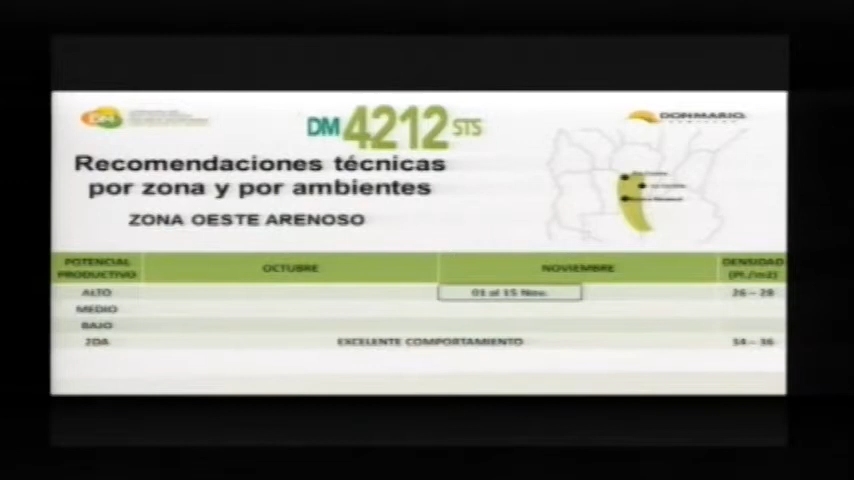 DM
DM 4212 STS
DONMARIO
Recomendaciones técnicas
por zona y por ambientes
ZONA OESTE ARENOSO
POTENCIAL PRODUCTIVO OCTUBRE NOVIEMBRE DENSIDAD (Pl./m2)
ALTO 01 al 15 Nov. 26 – 28
MEDIO
BAJO
2DA EXCELENTE COMPORTAMIENTO 34 – 36